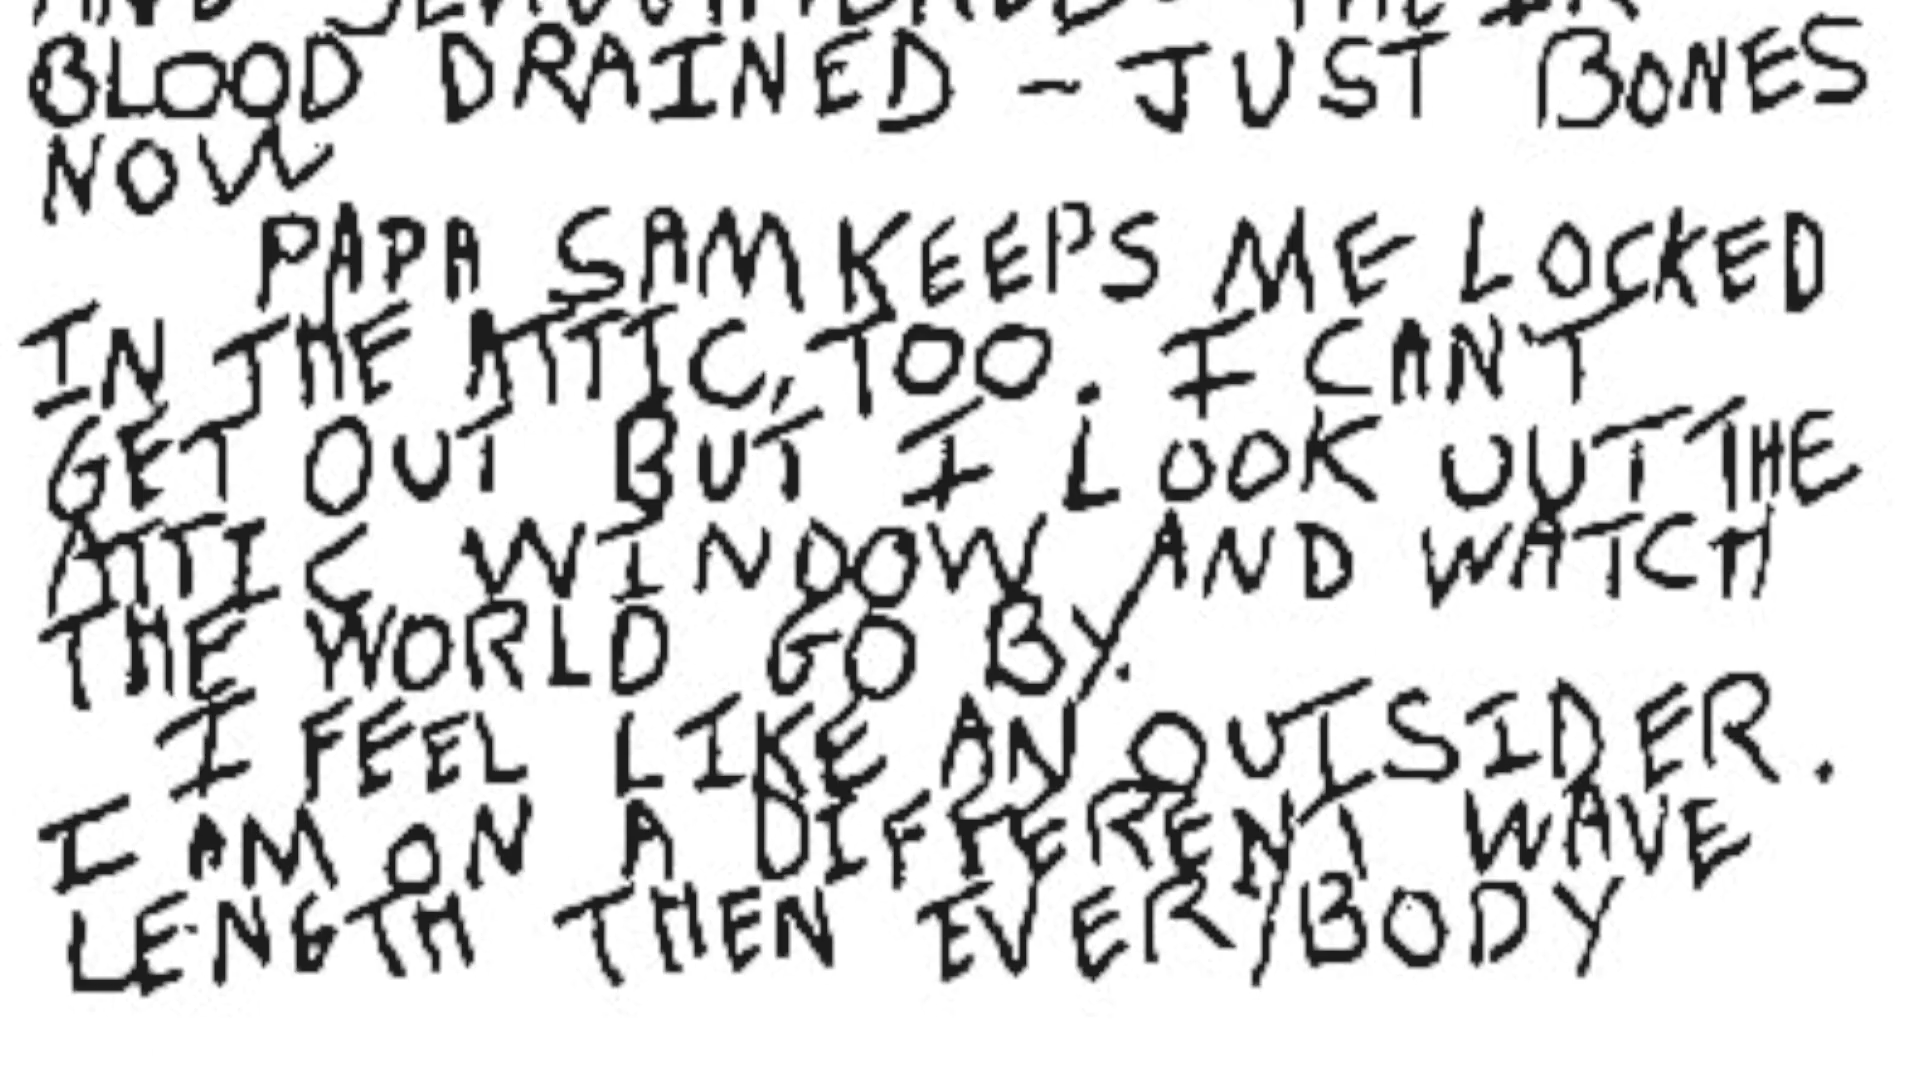 BLOOD DRAINED - JUST BONES
NOW
PAPA SAM KEEPS ME LOCKED
IN THE ATTIC, TOO. I CAN'T
GET OUT BUT I LOOK OUT THE
ATTIC WINDOW AND WATCH
THE WORLD GO BY.
I FEEL LIKE AN OUTSIDER.
I AM ON A DIFFERENT WAVE
LENGTH THEN EVERYBODY